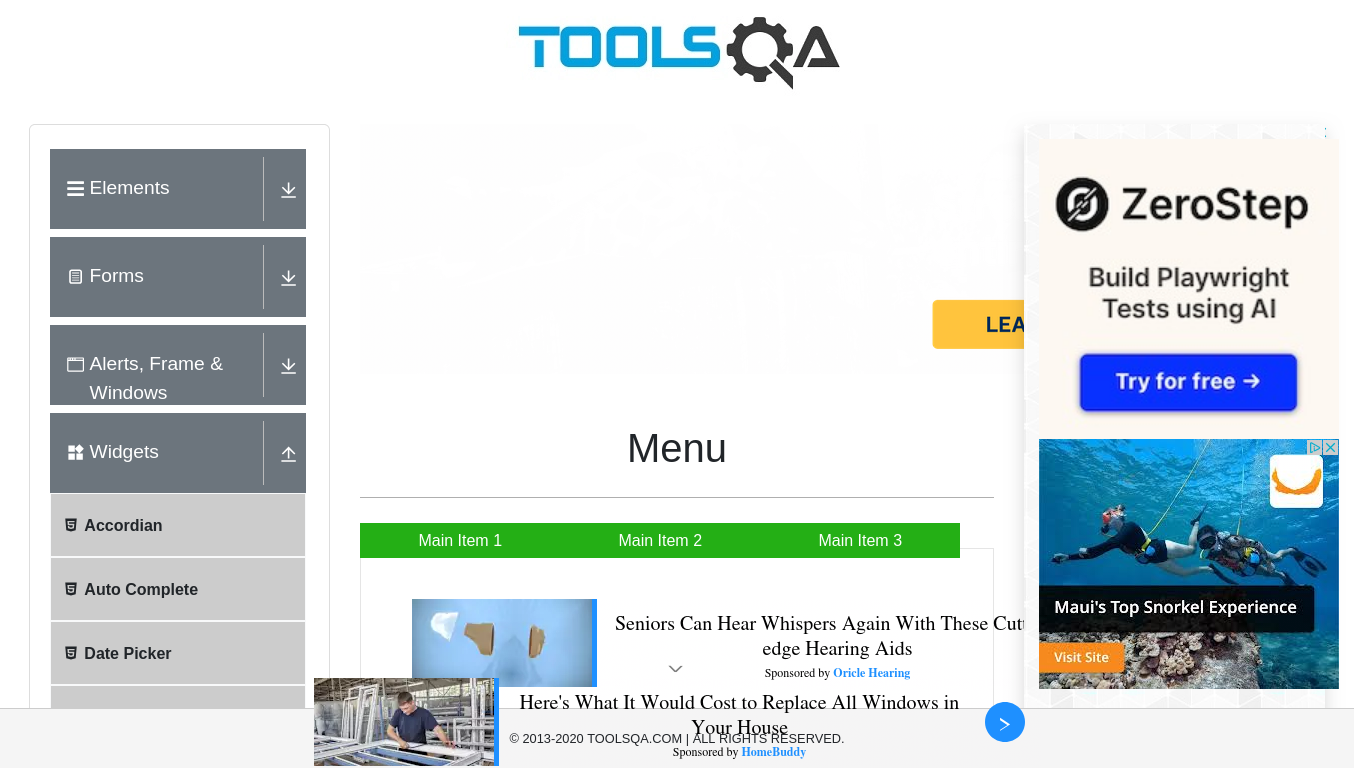 TOOLSQA
Elements
Forms
Alerts, Frame &
Windows
Widgets
Accordian
Auto Complete
Date Picker
LEA
Menu
Main Item 1
Main Item 2
Main Item 3
Seniors Can Hear Whispers Again With These Cut
edge Hearing Aids
Sponsored by Oricle Hearing
Here's What It Would Cost to Replace All Windows in
Your House
Sponsored by HomeBuddy
© 2013-2020 TOOLSQA.COM | ALL RIGHTS RESERVED.
ZeroStep
Build Playwright
Tests using AI
Try for free →
Maui's Top Snorkel Experience
Visit Site